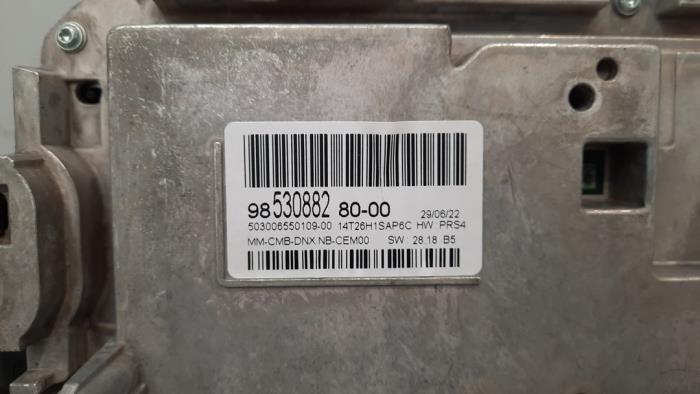 98 530882 80-00 29/06/22
503006550109-00 14T26H1SAP6C HW: PRS4
MM-CMB-DNX NB-CEM00 SW: 28.18 B5